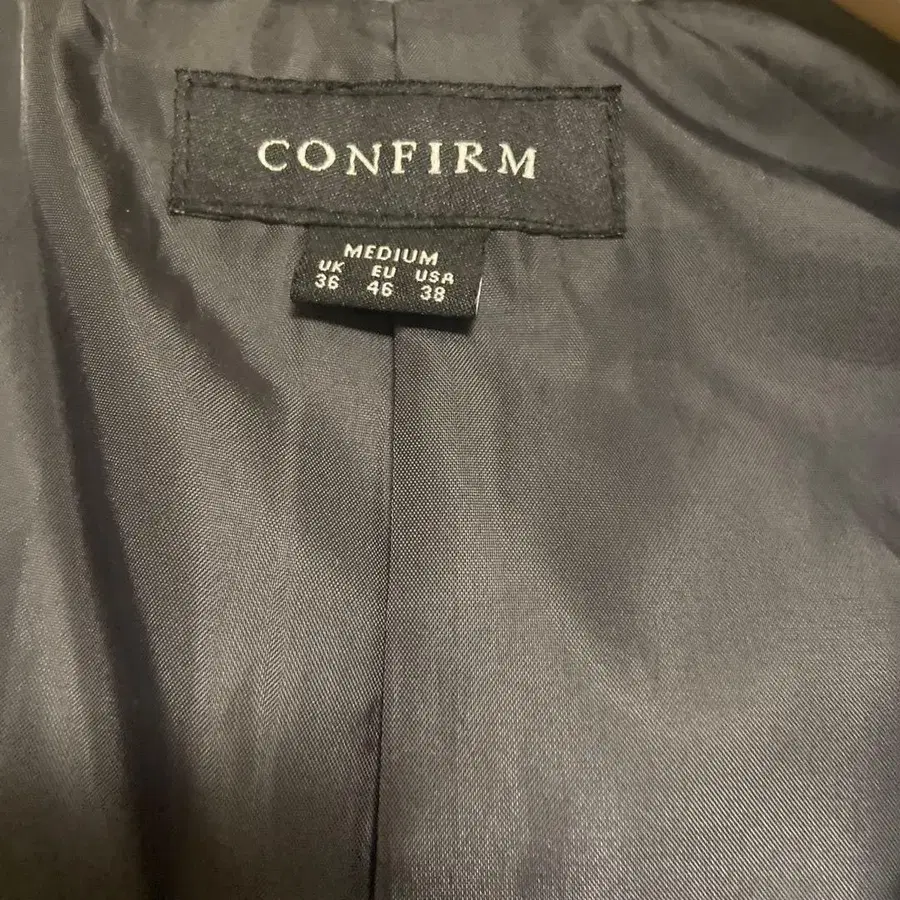 CONFIRM
MEDIUM
UK EU USA
36 46 38